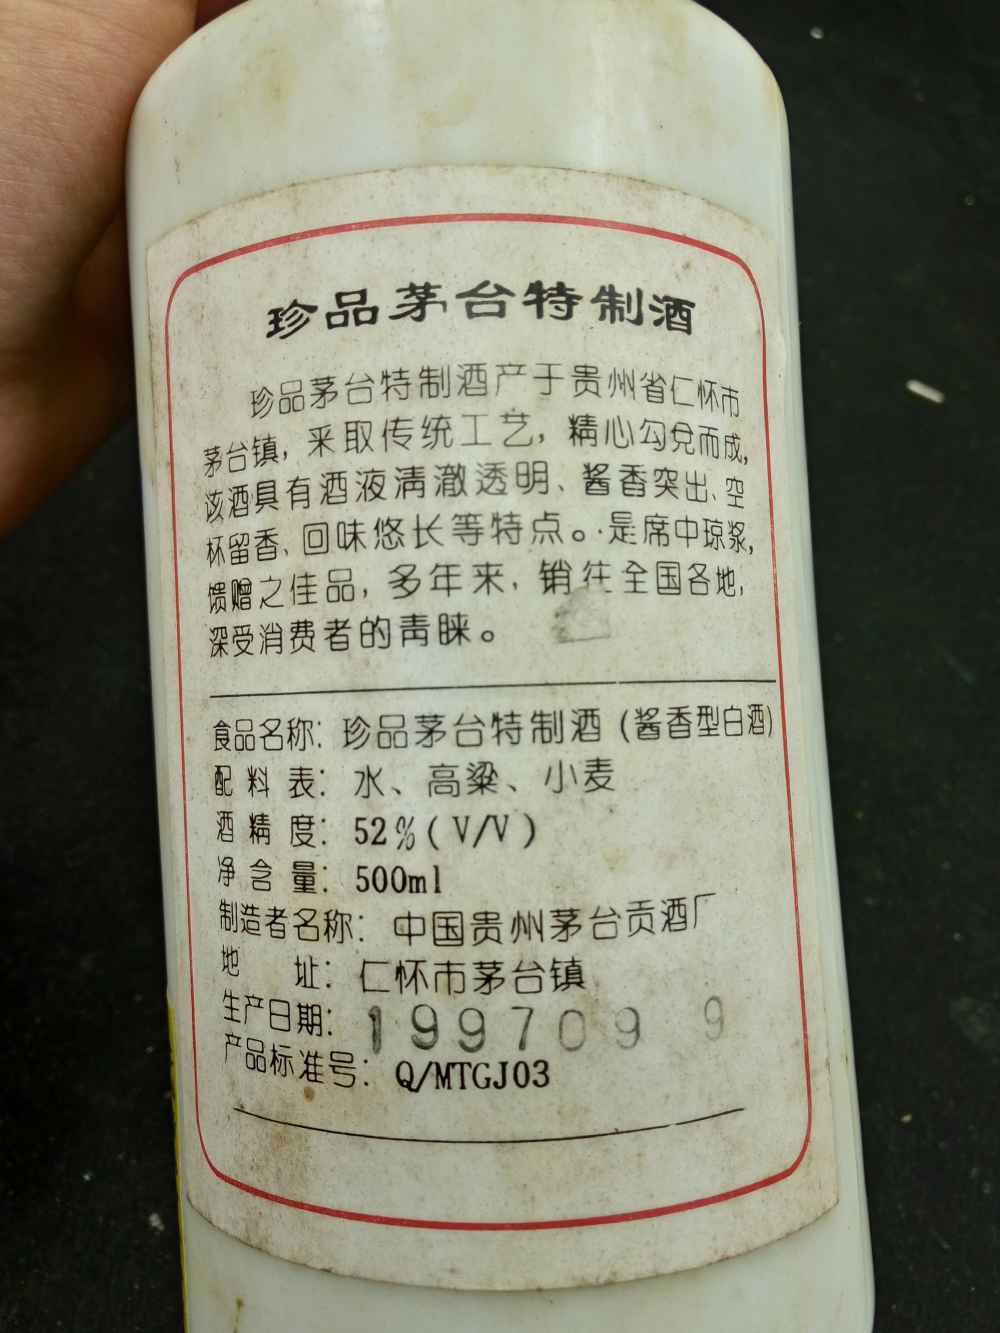 珍品茅台特制酒
珍品茅台特制酒产于贵州省仁怀市
茅台镇，采取传统工艺，精心勾兑而成，
该酒具有酒液清澈透明、酱香突出、空
杯留香、回味悠长等特点。是席中琼浆，
馈赠之佳品，多年来，销往全国各地，
深受消费者的青睐。
食品名称：珍品茅台特制酒（酱香型白酒）
配料表：水、高粱、小麦
酒精度：52%(V/V)
净含量：500ml
制造者名称：中国贵州茅台贡酒厂
地址：仁怀市茅台镇
生产日期：199709 9
产品标准号：Q/MTGJ03